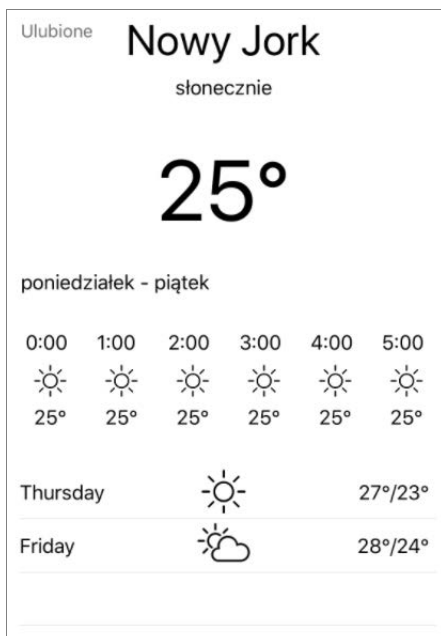 Ulubione
Nowy Jork
słonecznie
25°
poniedziałek - piątek
0:00 1:00 2:00 3:00 4:00 5:00
25° 25° 25° 25° 25° 25°
Thursday 27°/23°
Friday 28°/24°